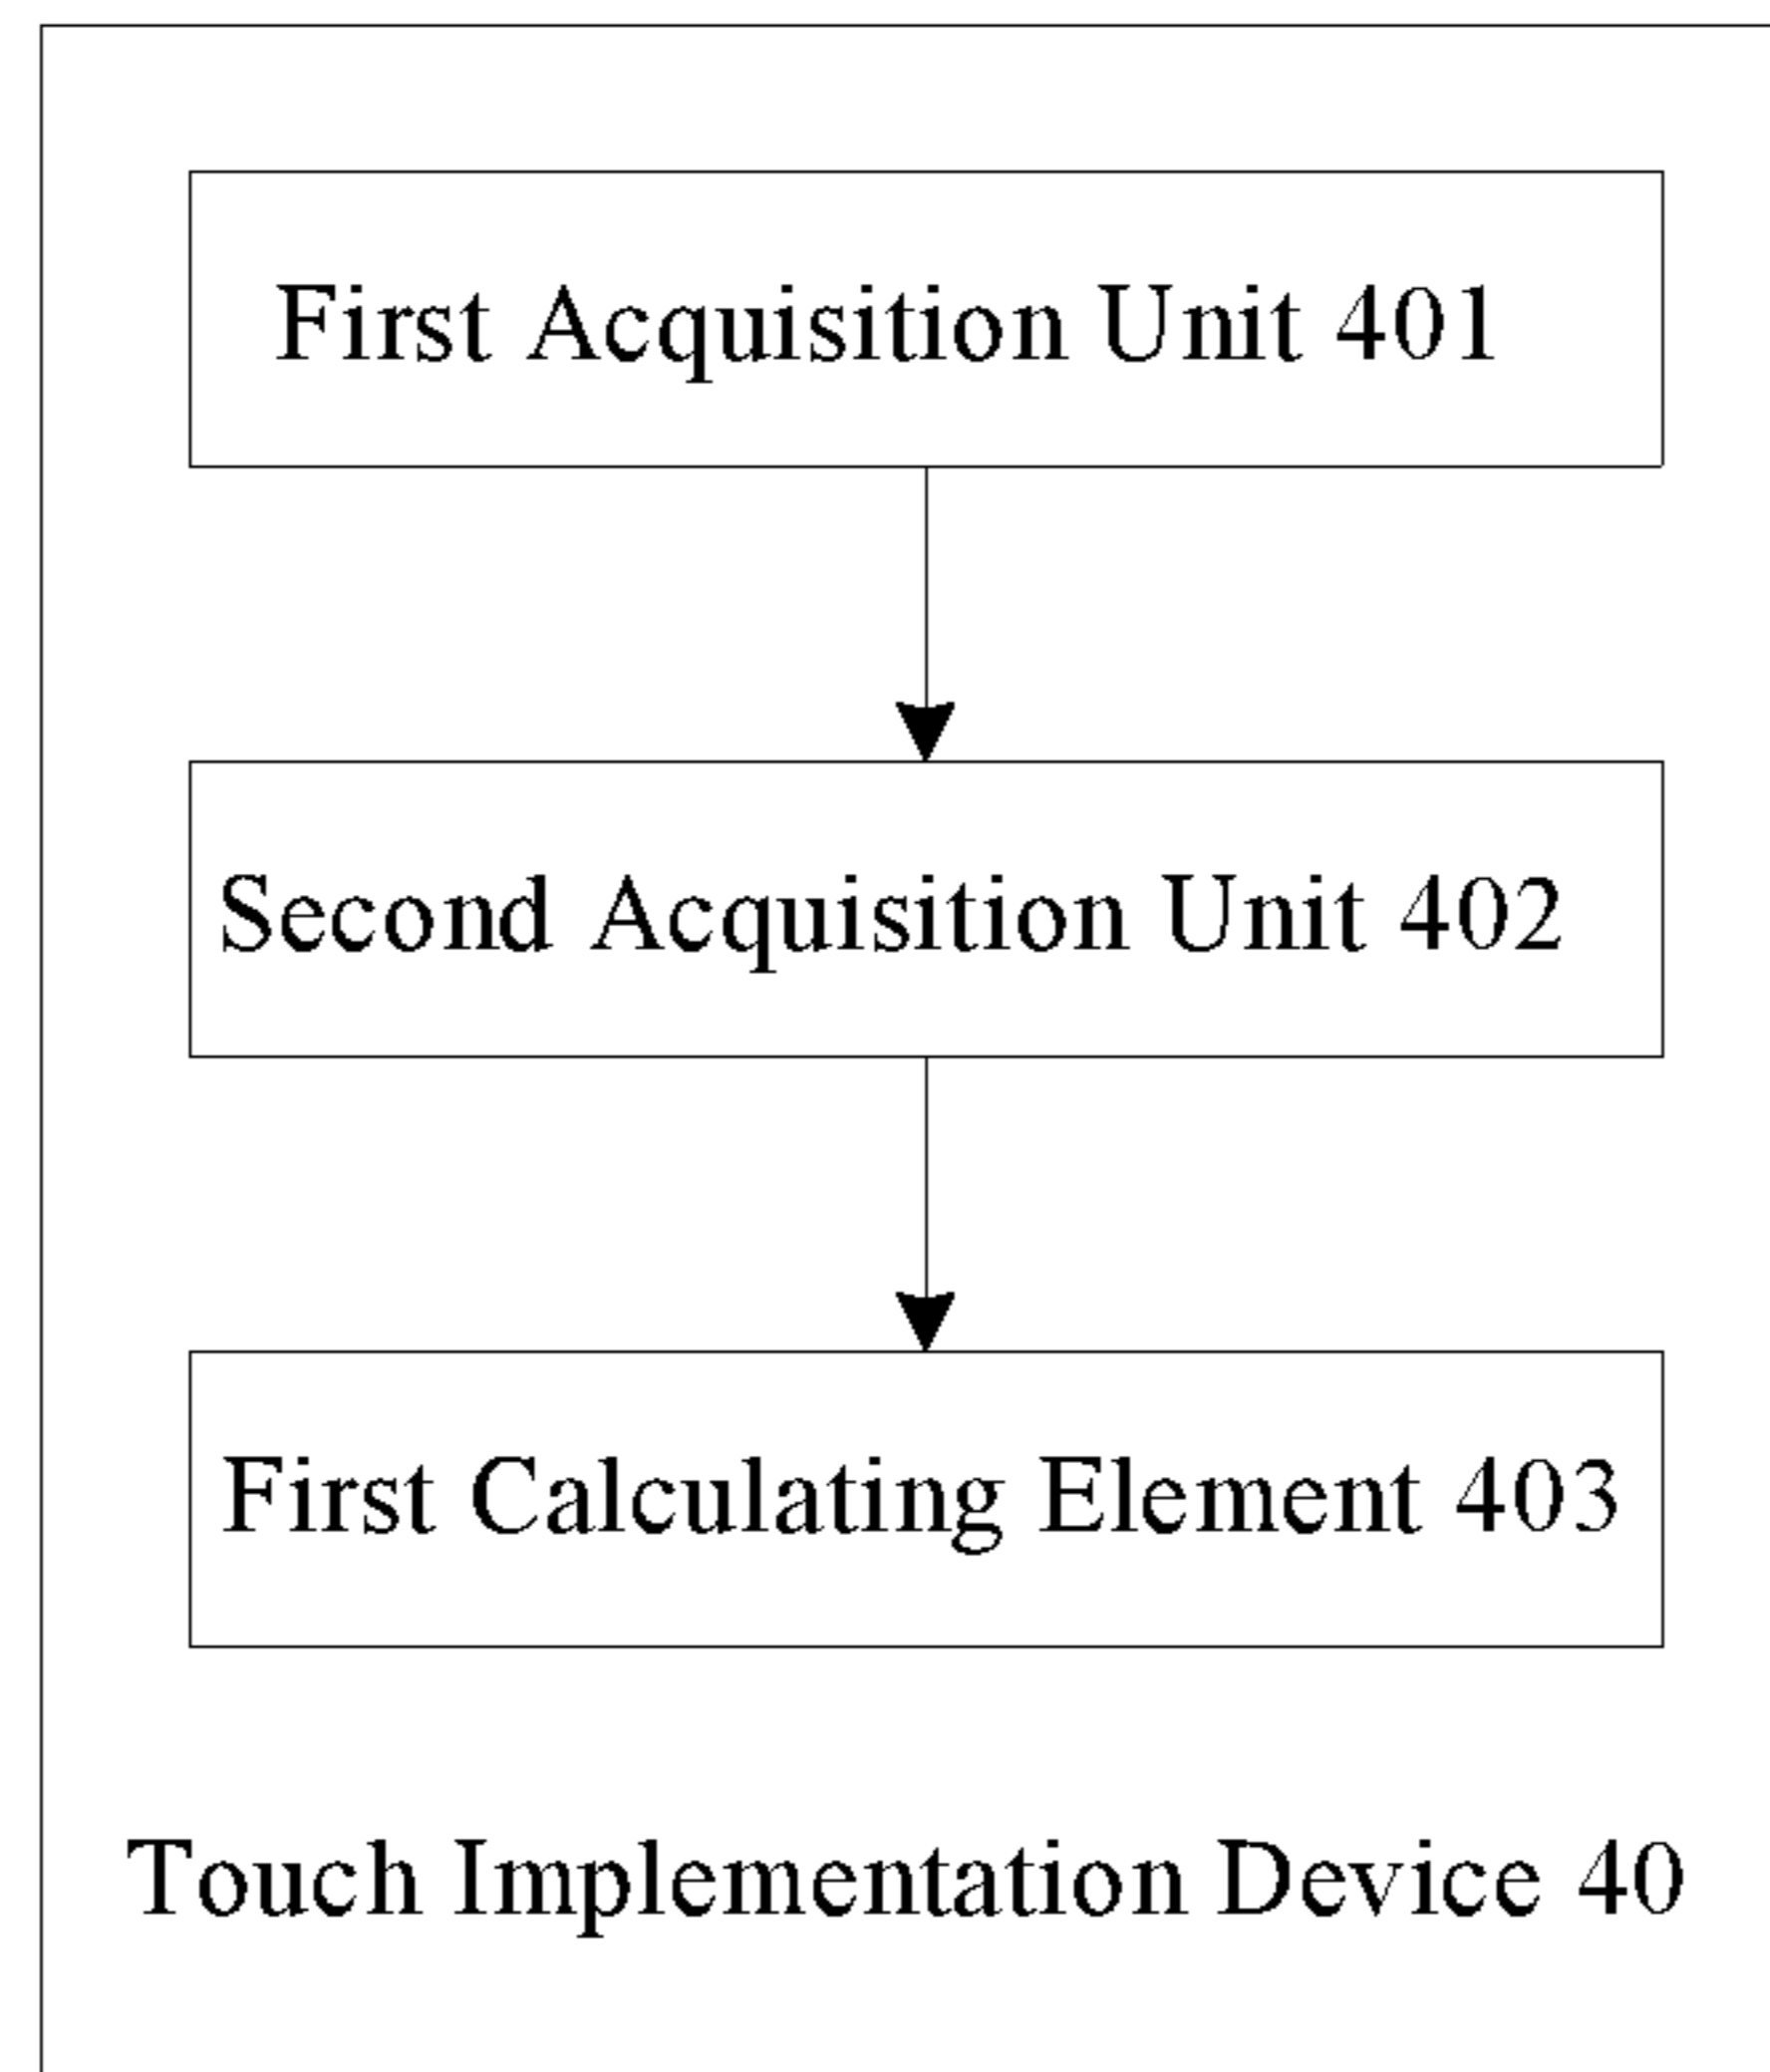 First Acquisition Unit 401
Second Acquisition Unit 402
First Calculating Element 403
Touch Implementation Device 40